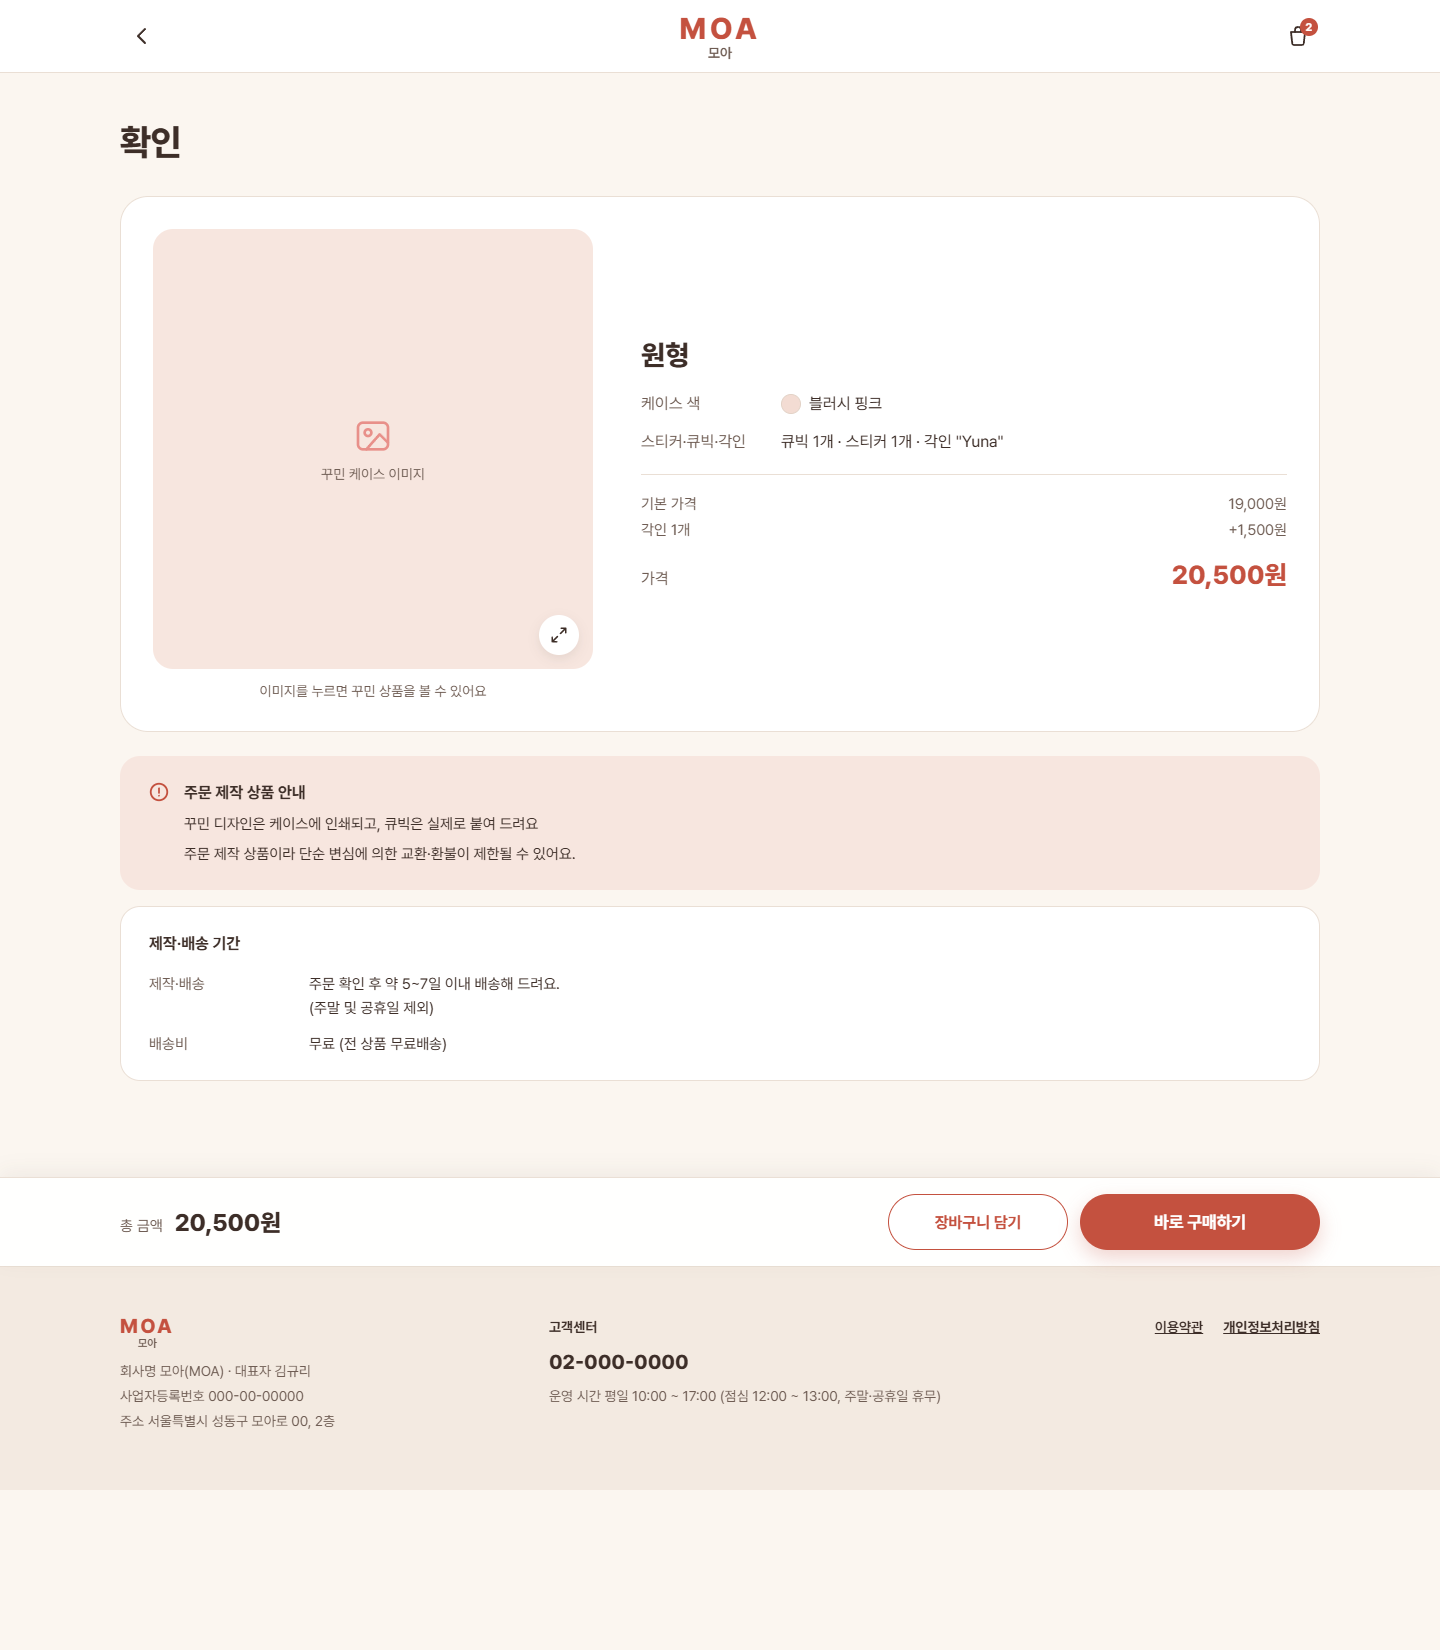 MOA
모아
2
확인
꾸민 케이스 이미지
이미지를 누르면 꾸민 상품을 볼 수 있어요
원형
케이스 색 블러시 핑크
스티커·큐빅·각인 큐빅 1개 · 스티커 1개 · 각인 "Yuna"
기본 가격 19,000원
각인 1개 +1,500원
가격 20,500원
주문 제작 상품 안내
꾸민 디자인은 케이스에 인쇄되고, 큐빅은 실제로 붙여 드려요
주문 제작 상품이라 단순 변심에 의한 교환·환불이 제한될 수 있어요.
제작·배송 기간
제작·배송 주문 확인 후 약 5~7일 이내 배송해 드려요.
(주말 및 공휴일 제외)
배송비 무료 (전 상품 무료배송)
총 금액 20,500원
장바구니 담기
바로 구매하기
MOA
모아
회사명 모아(MOA) · 대표자 김규리
사업자등록번호 000-00-00000
주소 서울특별시 성동구 모아로 00, 2층
고객센터
02-000-0000
운영 시간 평일 10:00 ~ 17:00 (점심 12:00 ~ 13:00, 주말·공휴일 휴무)
이용약관 개인정보처리방침